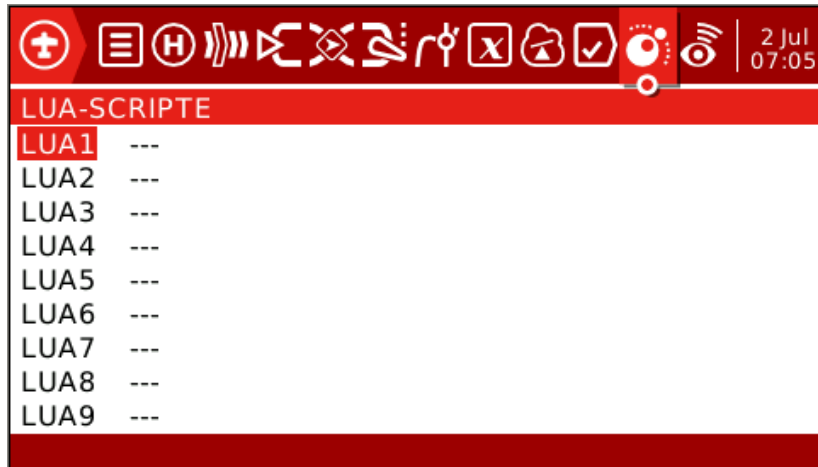 2 Jul
07:05
LUA-SCRIPTE
LUA1 ---
LUA2 ---
LUA3 ---
LUA4 ---
LUA5 ---
LUA6 ---
LUA7 ---
LUA8 ---
LUA9 ---